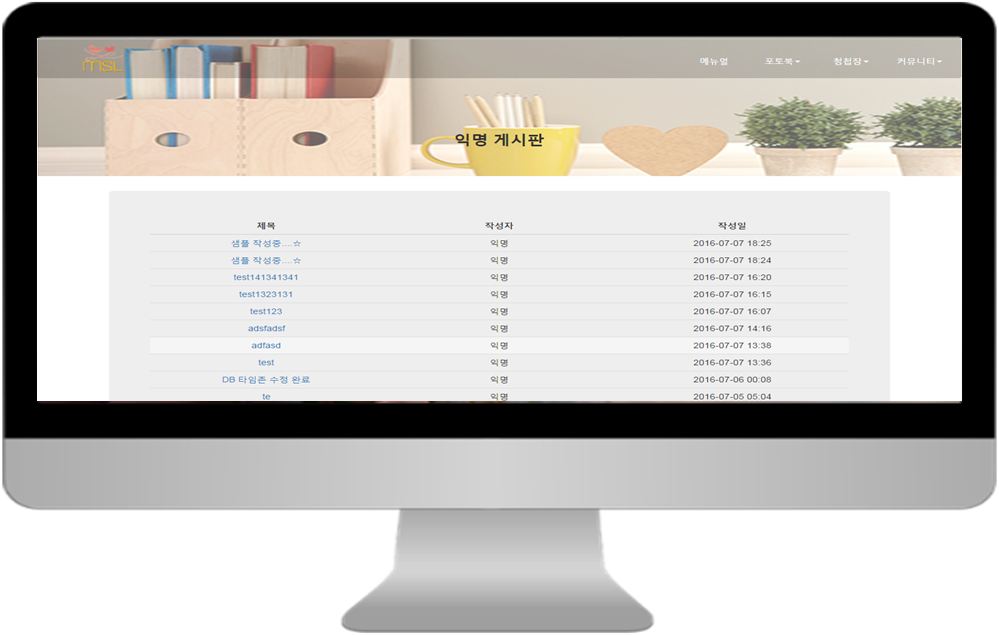 MSL
메뉴얼 포토북 청첩장 커뮤니티
익명 게시판
제목 작성자 작성일
샘플 작성중....☆ 익명 2016-07-07 18:25
샘플 작성중....☆ 익명 2016-07-07 18:24
test141341341 익명 2016-07-07 16:20
test1323131 익명 2016-07-07 16:15
test123 익명 2016-07-07 16:07
adsfadsf 익명 2016-07-07 14:16
adfasd 익명 2016-07-07 13:38
test 익명 2016-07-07 13:36
DB 타임존 수정 완료 익명 2016-07-06 00:08
te 익명 2016-07-05 05:04